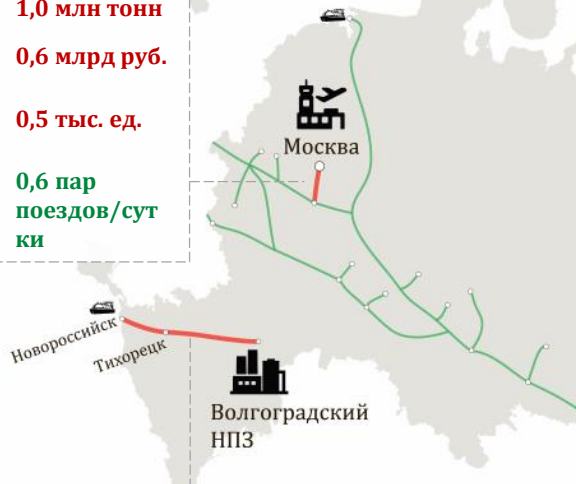 1,0 млн тонн
0,6 млрд руб.
0,5 тыс. ед.
0,6 пар
поездов/сут
ки
Москва
Новороссийск
Тихорецк
Волгоградский
НПЗ